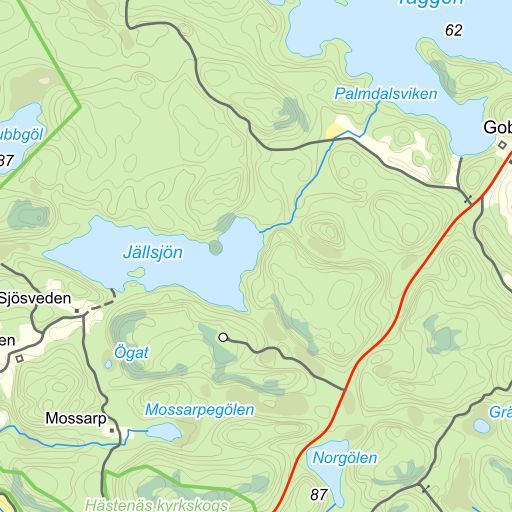 62
Palmdalsviken
87
Jällsjön
Sjösveden
Ögat
Mossarpegölen
Mossarp
Norgölen
87
Hästenäs kyrkskogs